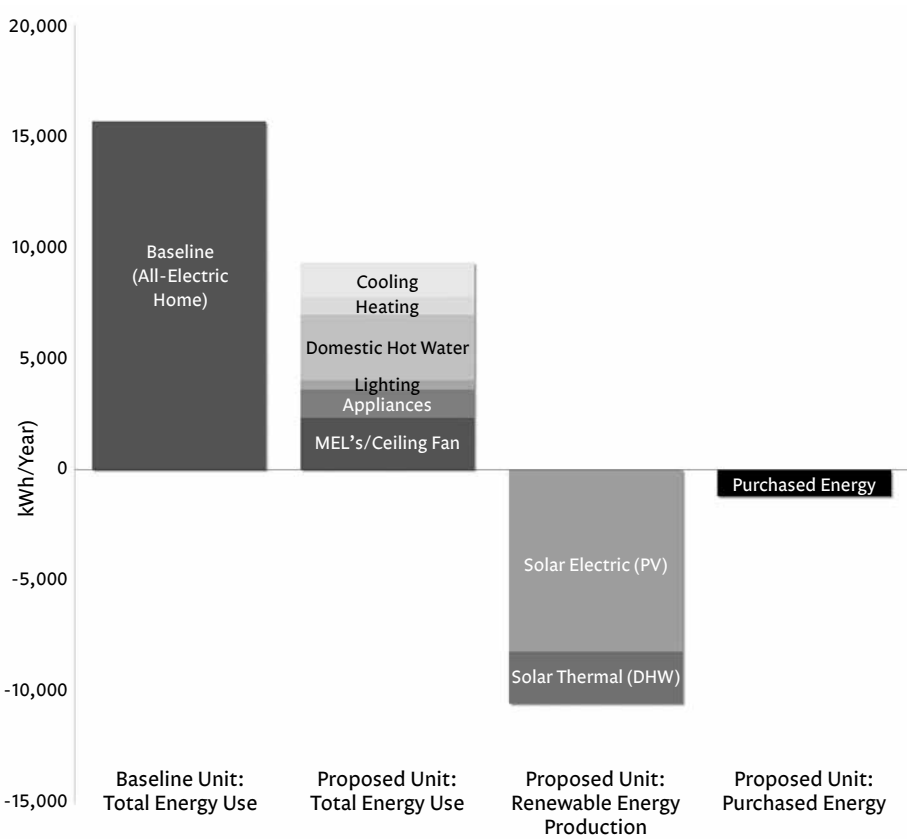 20,000
15,000
10,000
5,000
0
-5,000
-10,000
-15,000
kWh/Year)
Baseline
(All-Electric
Home)
Cooling
Heating
Domestic Hot Water
Lighting
Appliances
MEL's/Ceiling Fan
Solar Electric (PV)
Solar Thermal (DHW)
Purchased Energy
Baseline Unit:
Total Energy Use
Proposed Unit:
Total Energy Use
Proposed Unit:
Renewable Energy
Production
Proposed Unit:
Purchased Energy